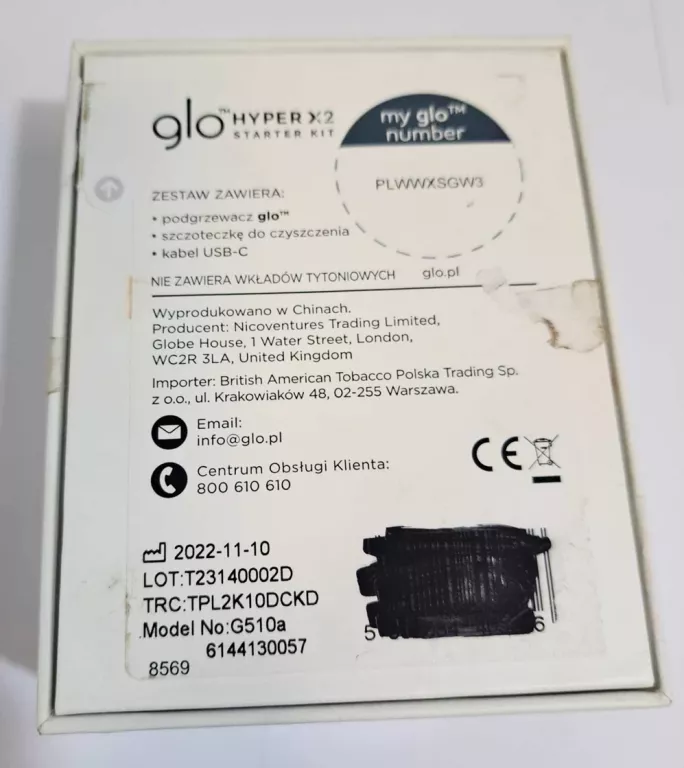 glo™ HYPER X2
STARTER KIT
my glo™
number
PLWWXSGW3
ZESTAW ZAWIERA:
• podgrzewacz glo™
• szczoteczkę do czyszczenia
• kabel USB-C
NIE ZAWIERA WKŁADÓW TYTONIOWYCH glo.pl
Wyprodukowano w Chinach.
Producent: Nicoventures Trading Limited,
Globe House, 1 Water Street, London,
WC2R 3LA, United Kingdom
Importer: British American Tobacco Polska Trading Sp.
z o.o., ul. Krakowiaków 48, 02-255 Warszawa.
Email:
info@glo.pl
Centrum Obsługi Klienta:
800 610 610
CE
2022-11-10
LOT:T23140002D
TRC:TPL2K10DCKD
Model No:G510a
6144130057
8569
5 6